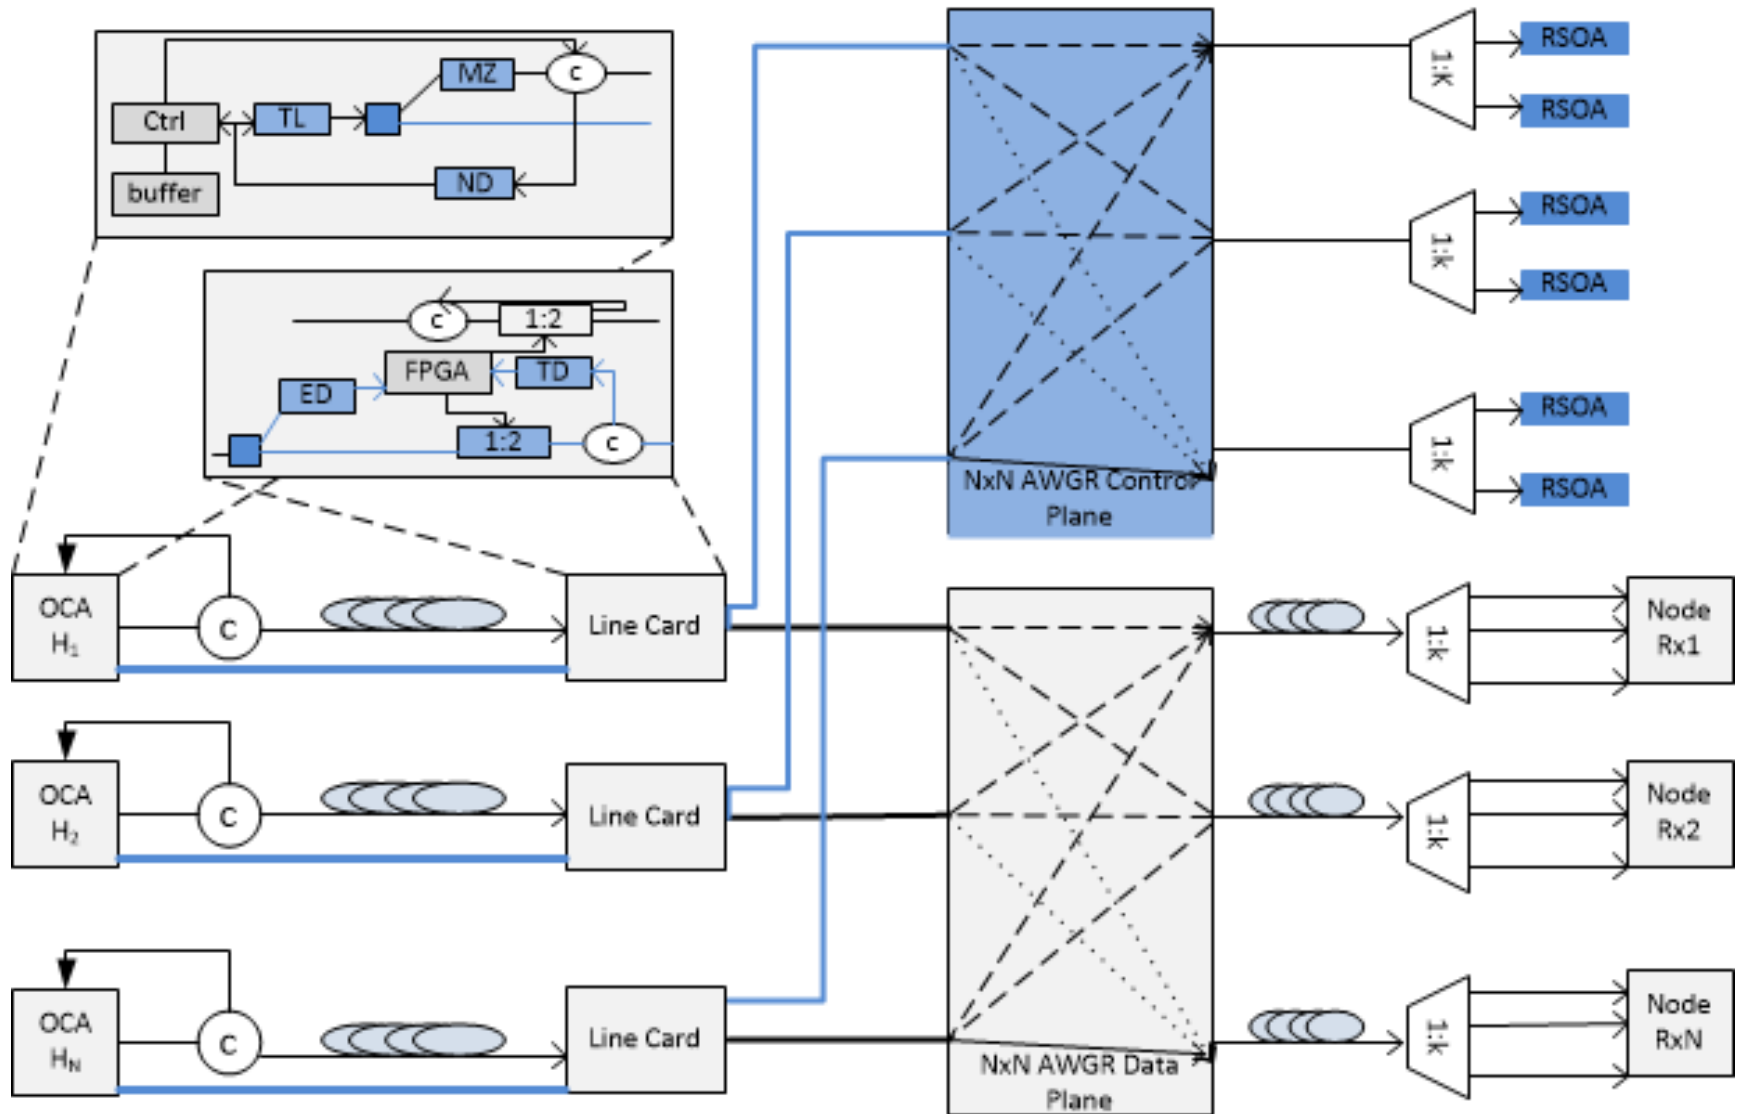 MZ
C
Ctrl
TL
buffer
ND
C
1:2
FPGA
TD
ED
1:2
C
OCA
H1
C
Line Card
OCA
H2
C
Line Card
OCA
HN
C
Line Card
NxN AWGR Control
Plane
NxN AWGR Data
Plane
1:K
RSOA
RSOA
1:k
RSOA
RSOA
1:k
RSOA
RSOA
1:k
Node
Rx1
1:k
Node
Rx2
1:k
Node
RxN